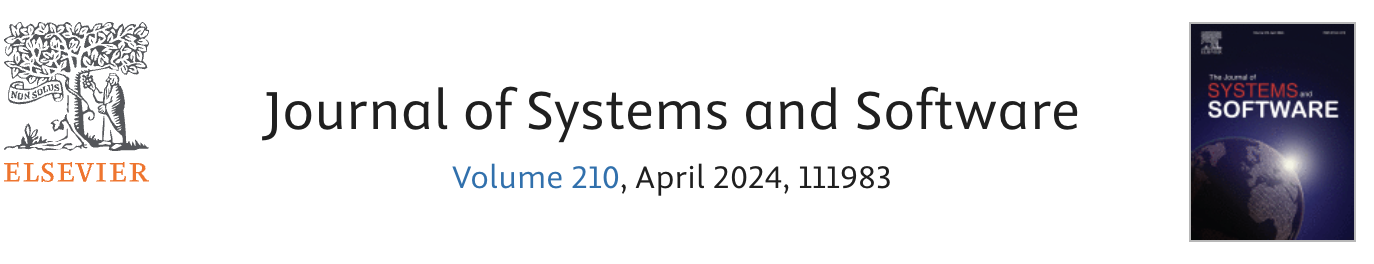 NON SOLUS
ELSEVIER
Journal of Systems and Software
Volume 210, April 2024, 111983
The Journal of
SYSTEMS and
SOFTWARE